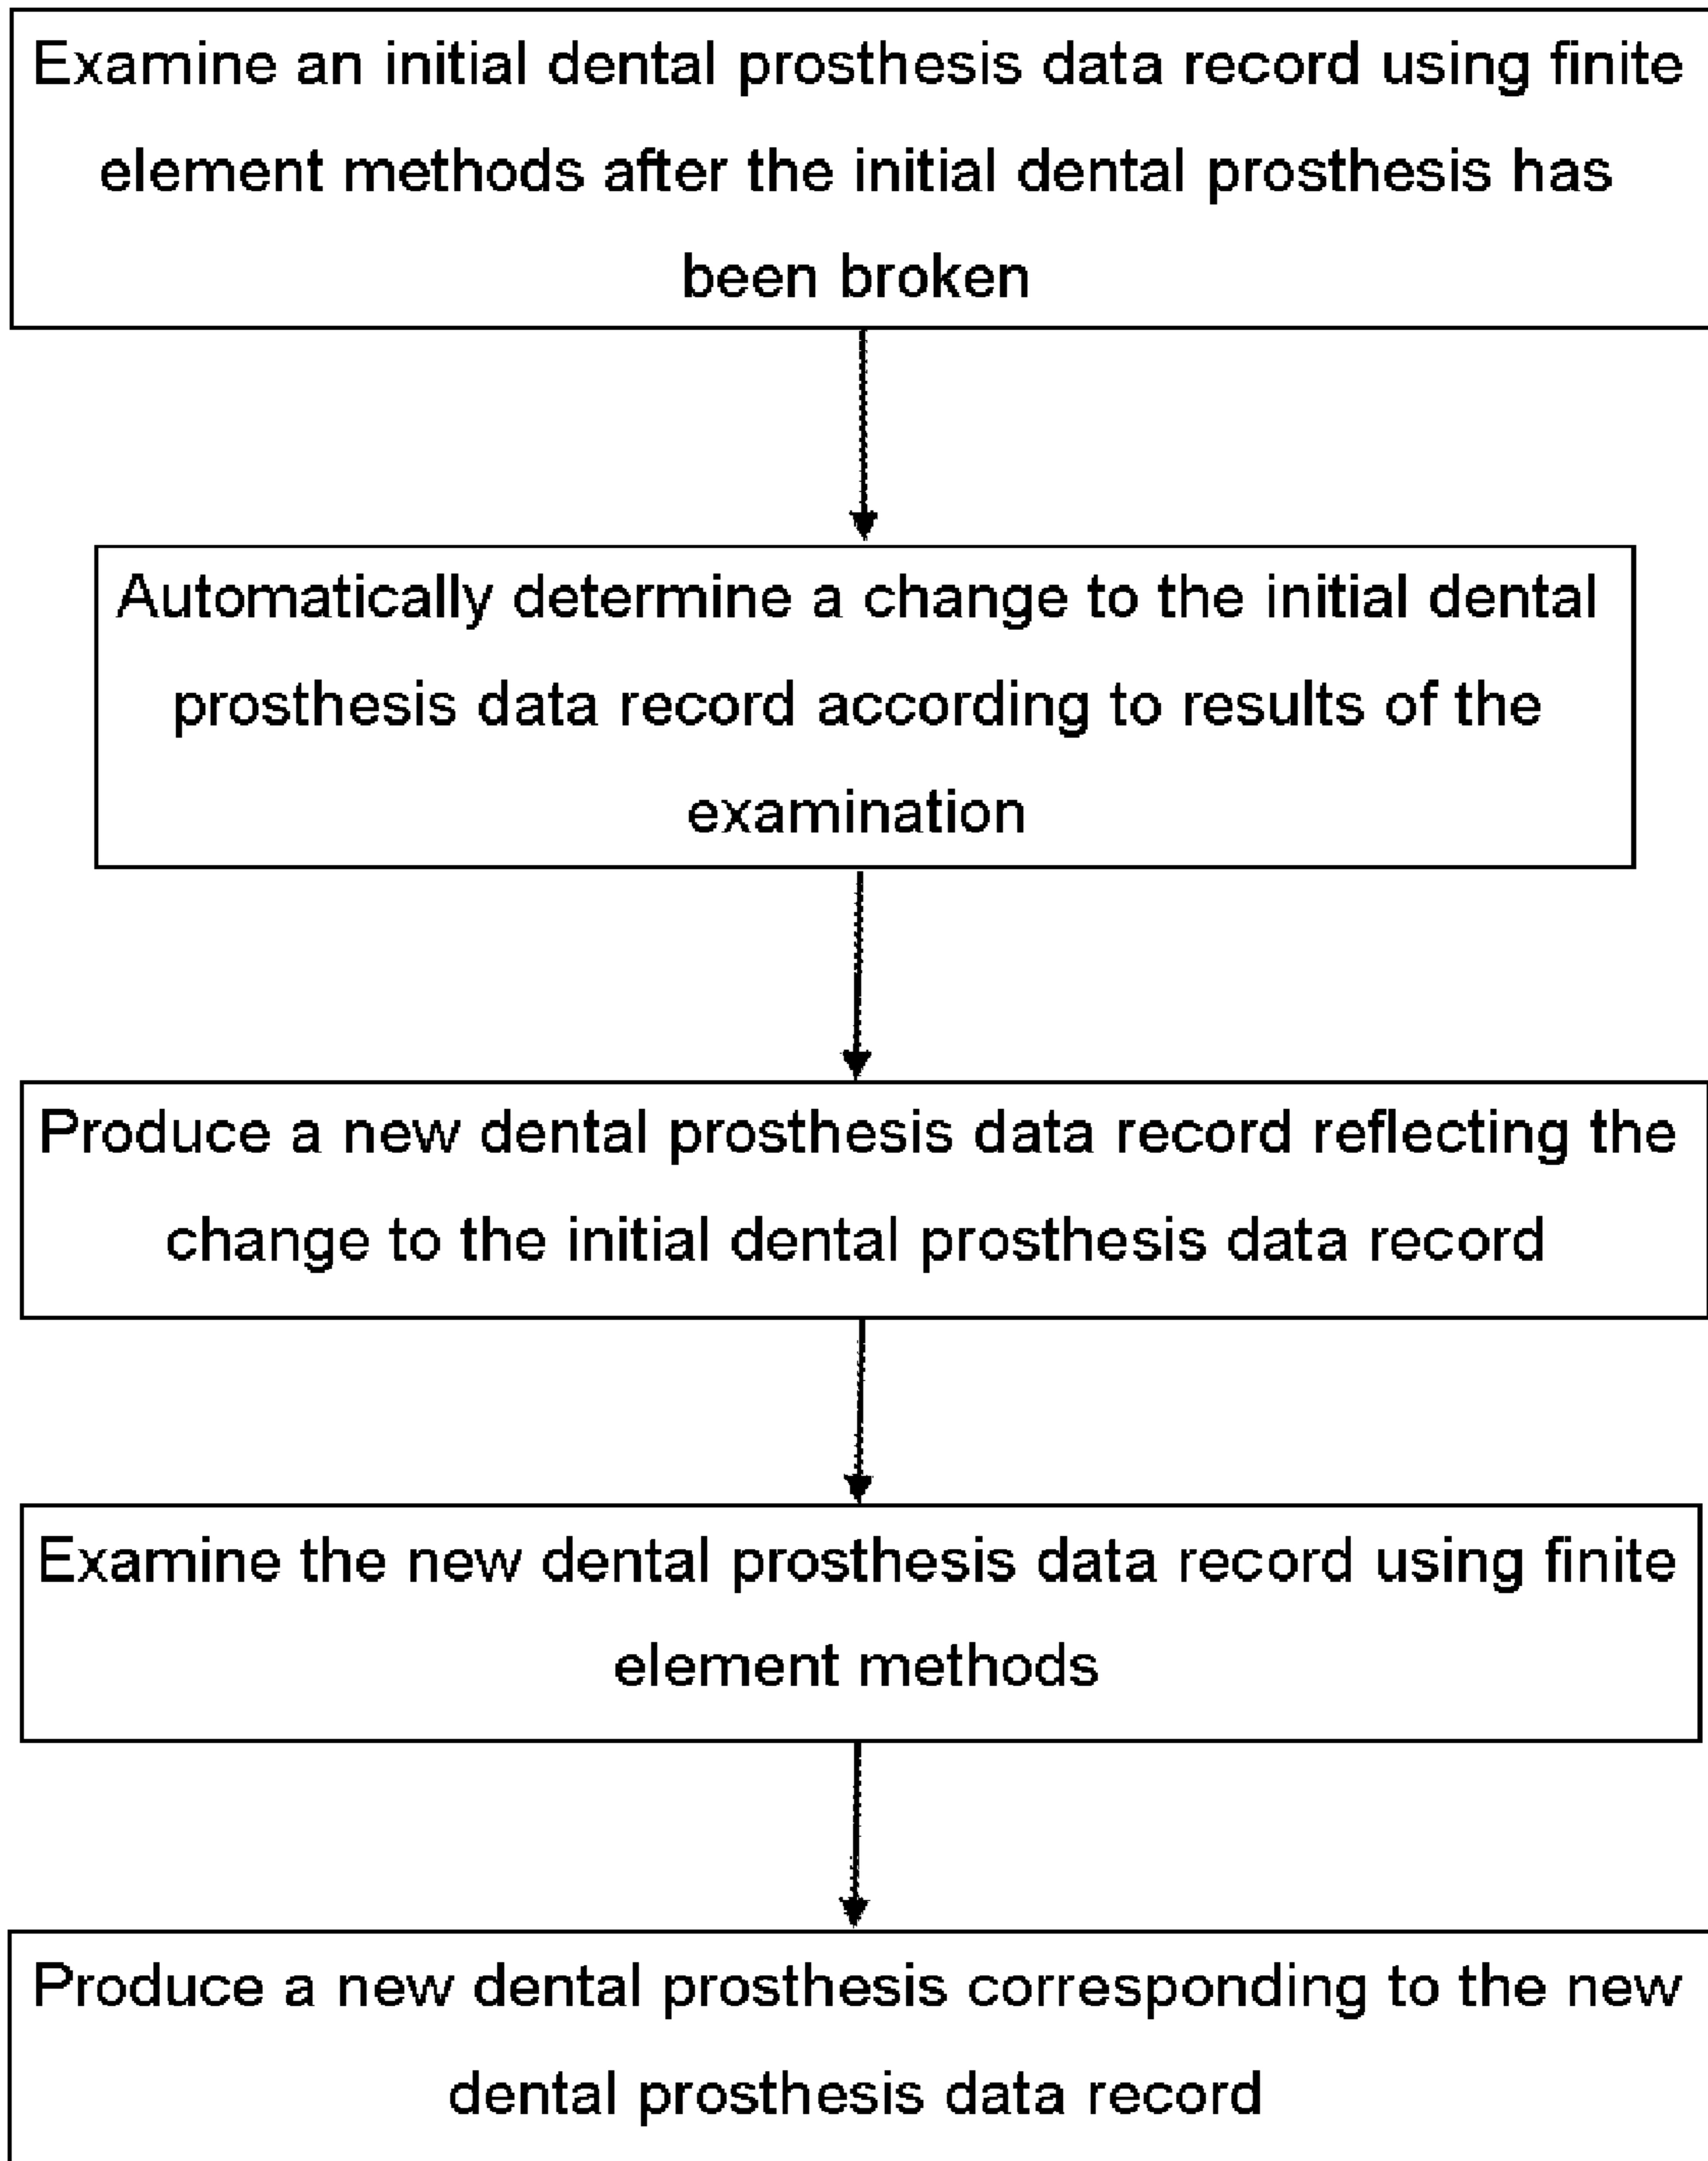 Examine an initial dental prosthesis data record using finite
element methods after the initial dental prosthesis has
been broken
Automatically determine a change to the initial dental
prosthesis data record according to results of the
examination
Produce a new dental prosthesis data record reflecting the
change to the initial dental prosthesis data record
Examine the new dental prosthesis data record using finite
element methods
Produce a new dental prosthesis corresponding to the new
dental prosthesis data record